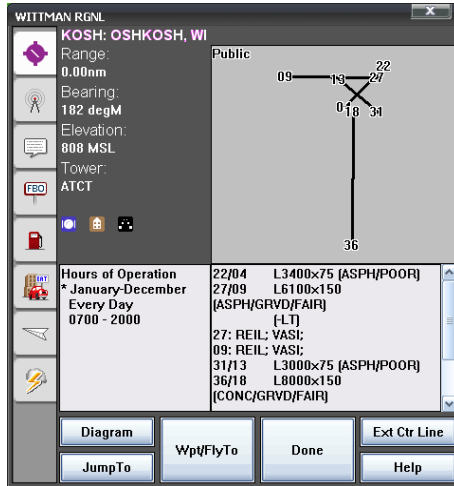 WITTMAN RGNL
X
KOSH: OSHKOSH, WI
Range:
0.00nm
Bearing:
182 degM
Elevation:
808 MSL
Tower:
ATCT
Public
09
13
22
27
04
18
31
36
FBO
EAT
Hours of Operation
* January-December
Every Day
0700 - 2000
22/04 L3400x75 (ASPH/POOR)
27/09 L6100x150
(ASPH/GRVD/FAIR)
(-LT)
27: REIL; VASI;
09: REIL; VASI;
31/13 L3000x75 (ASPH/POOR)
36/18 L8000x150
(CONC/GRVD/FAIR)
Diagram
JumpTo
Wpt/FlyTo
Done
Ext Ctr Line
Help